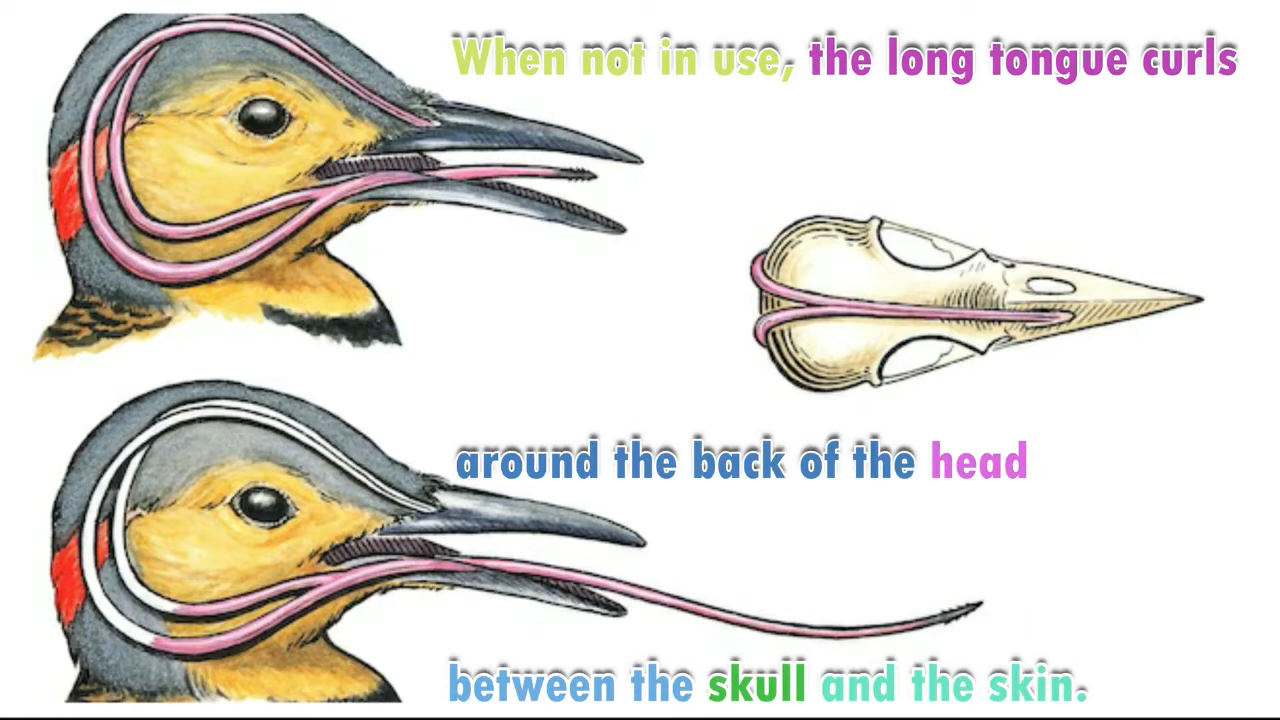 When not in use, the long tongue curls
around the back of the head
between the skull and the skin.